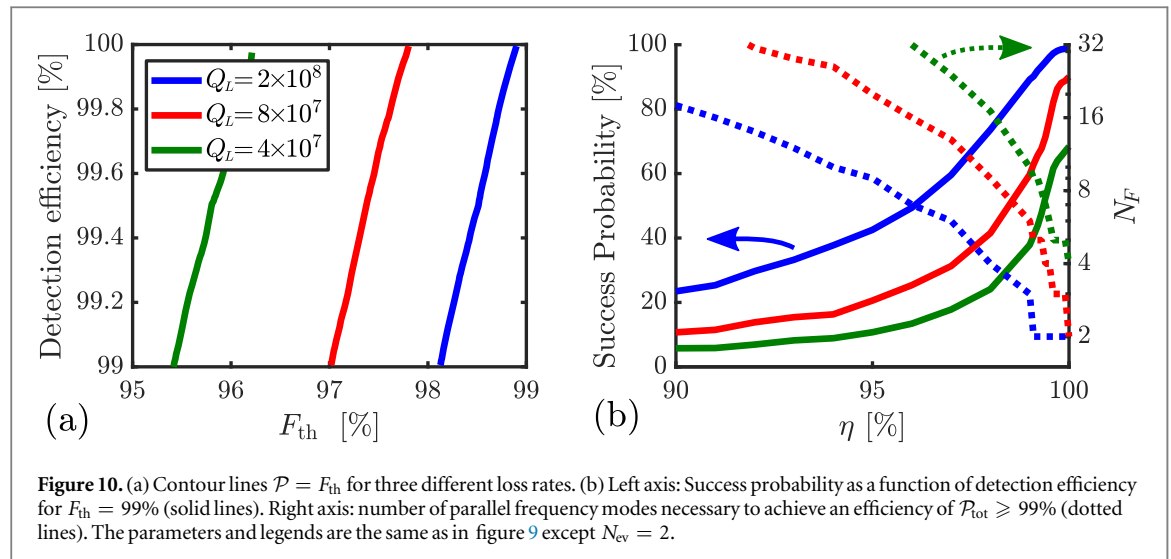 100
99.8
99.6
99.4
99.2
99
Detection efficiency [%]
Q_L = 2×10^8
Q_L = 8×10^7
Q_L = 4×10^7
95 96 97 98 99
(a)
F_th [%]
100
80
60
40
20
0
Success Probability [%]
32
16
8
4
2
N_F
90 95 100
(b)
η [%]
Figure 10. (a) Contour lines 𝒫 = F_th for three different loss rates. (b) Left axis: Success probability as a function of detection efficiency
for F_th = 99% (solid lines). Right axis: number of parallel frequency modes necessary to achieve an efficiency of 𝒫_tot ⩾ 99% (dotted
lines). The parameters and legends are the same as in figure 9 except N_ev = 2.